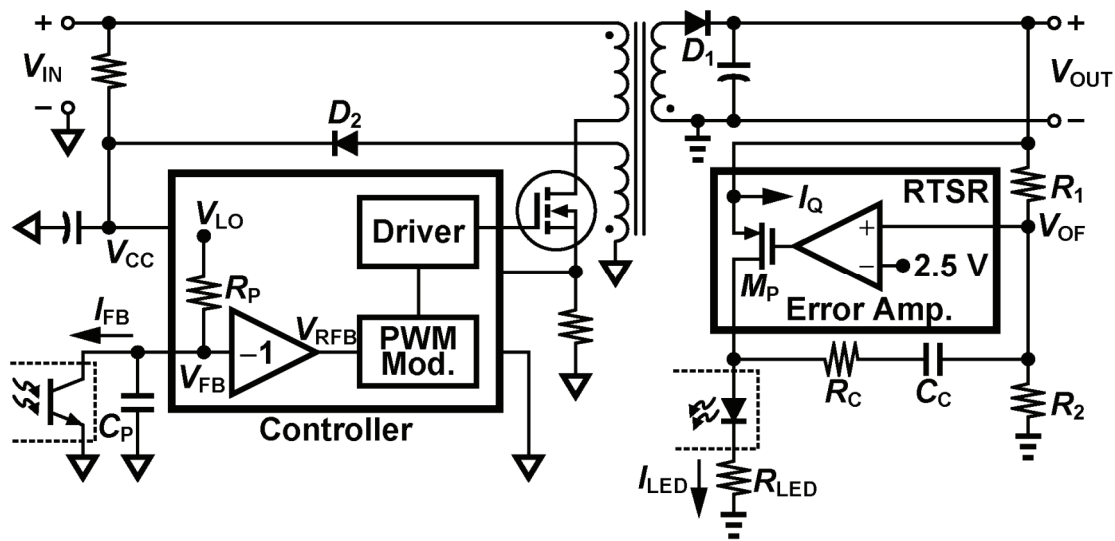 +
V_IN
−
D_2
D_1
+
V_OUT
−
V_CC
V_LO
R_P
Driver
I_FB
V_FB
−1
V_RFB
PWM
Mod.
C_P
Controller
RTSR
I_Q
R_1
V_OF
+
−
2.5 V
M_P
Error Amp.
R_C
C_C
R_2
I_LED
R_LED